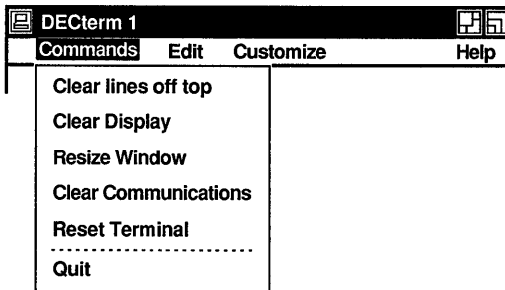 DECterm 1
Commands Edit Customize Help
Clear lines off top
Clear Display
Resize Window
Clear Communications
Reset Terminal
Quit